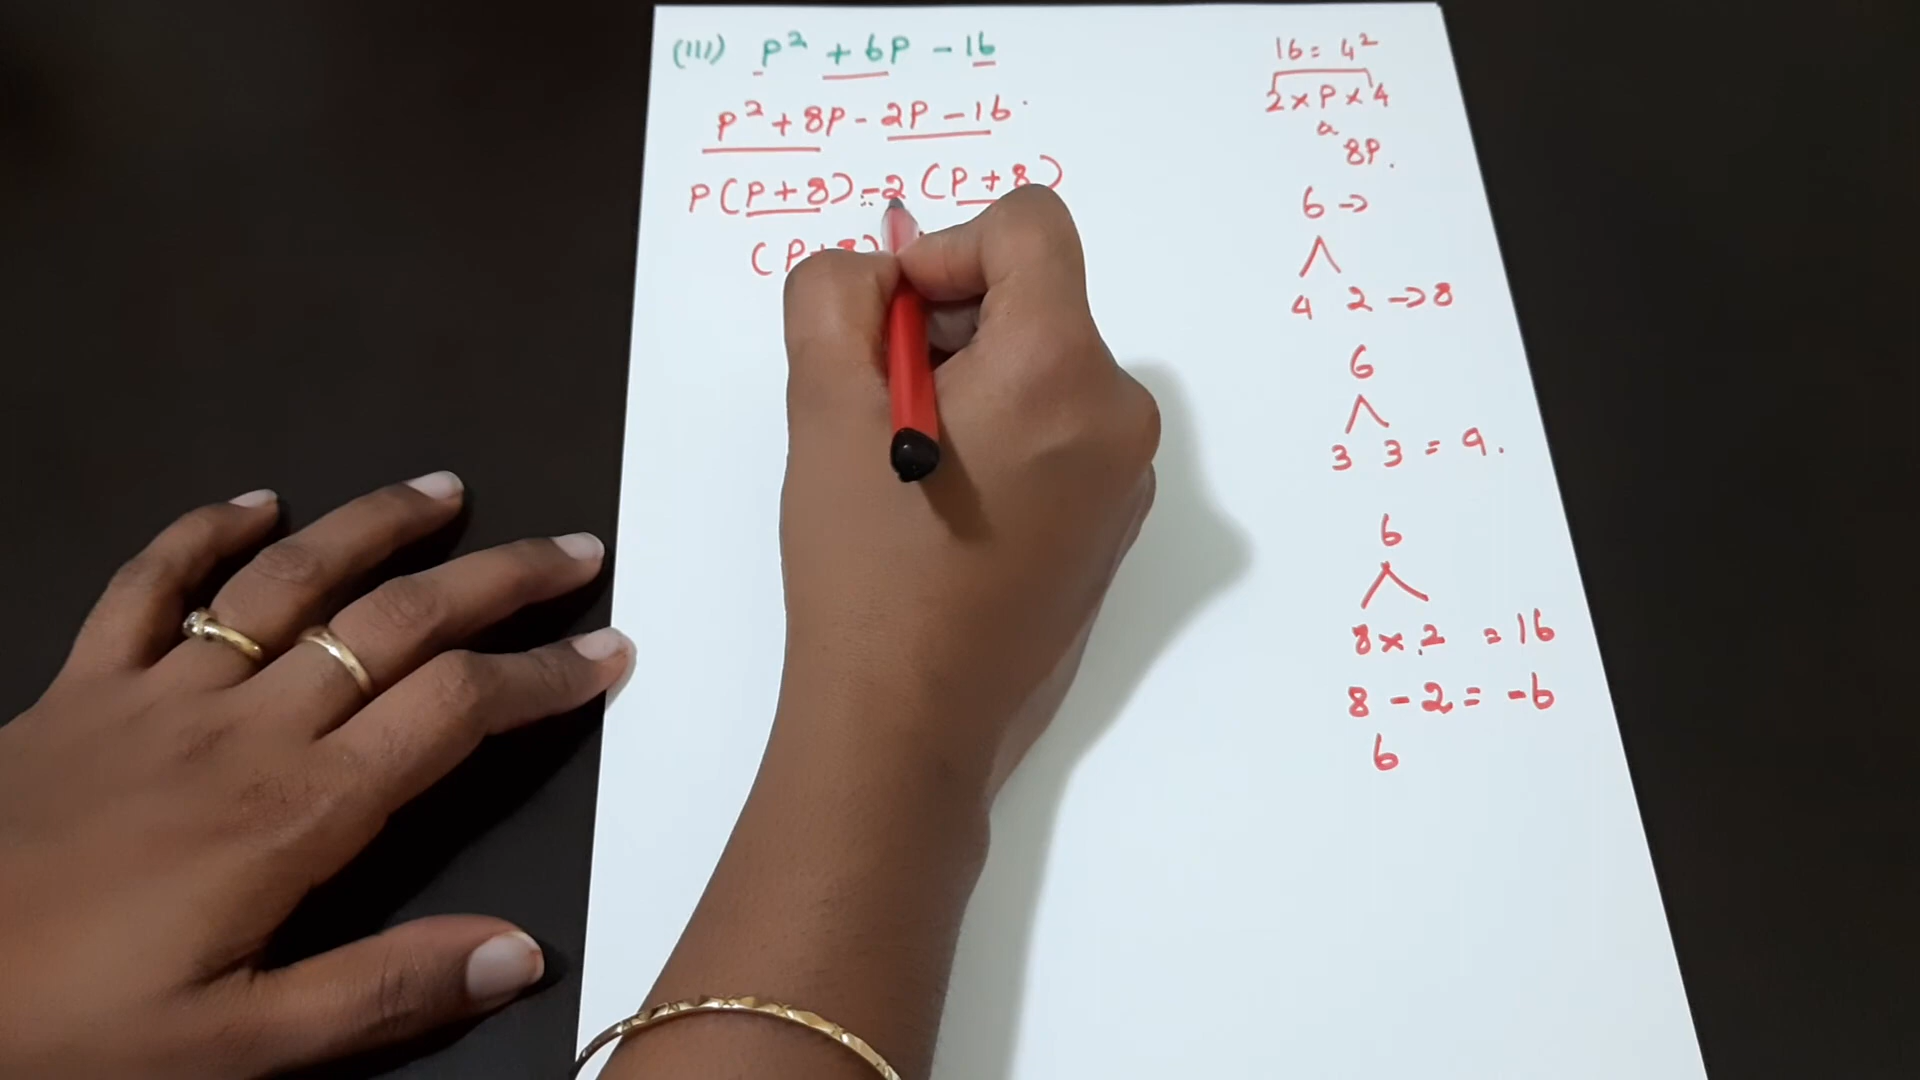 (iii) p² + 6p - 16
p² + 8p - 2p - 16
p(p + 8) - 2(p + 8)
(p + 8)
16 = 4²
2 × p × 4
8p.
6 →
4 2 → 8
6
3 3 = 9.
6
8 × 2 = 16
8 - 2 = -6
6